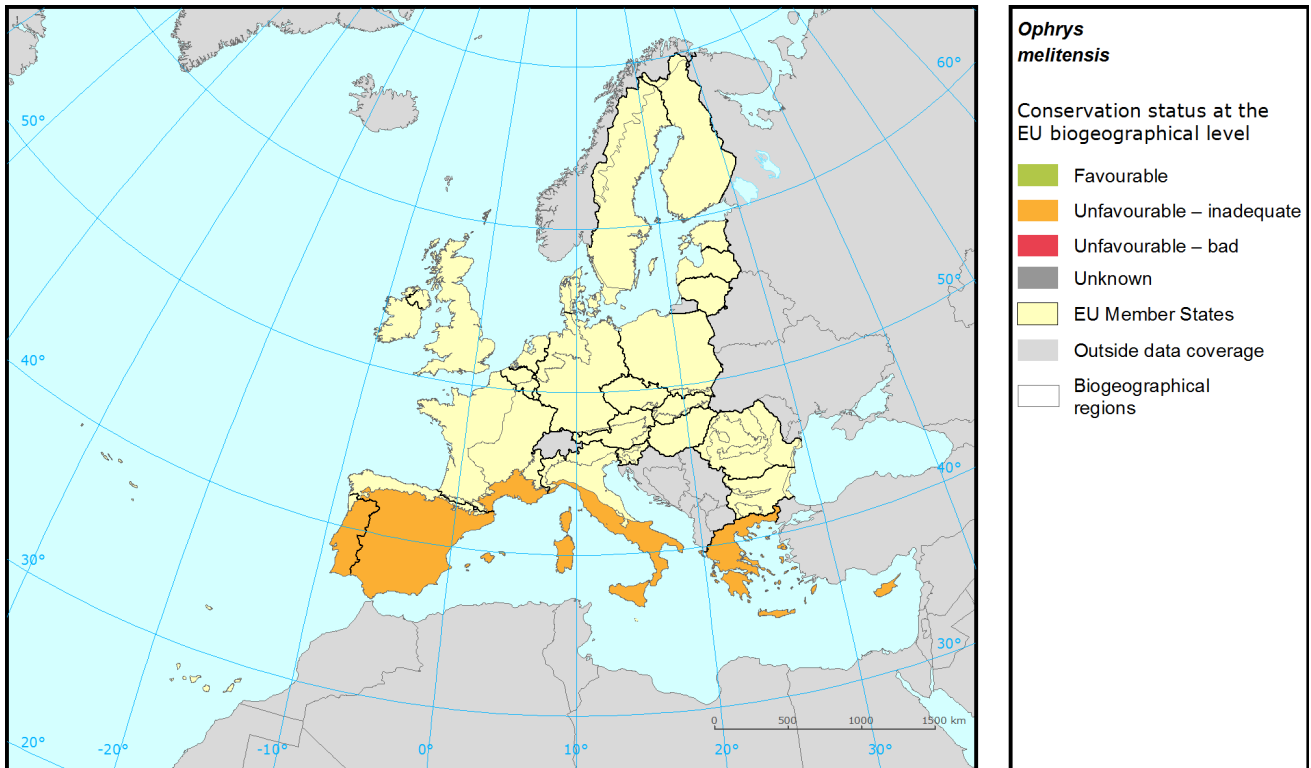 Ophrys
melitensis
Conservation status at the
EU biogeographical level
Favourable
Unfavourable – inadequate
Unfavourable – bad
Unknown
EU Member States
Outside data coverage
Biogeographical
regions
60°
50°
50°
40°
40°
30°
30°
0 500 1000 1500 km
20° -20° -10° 0° 10° 20° 30°